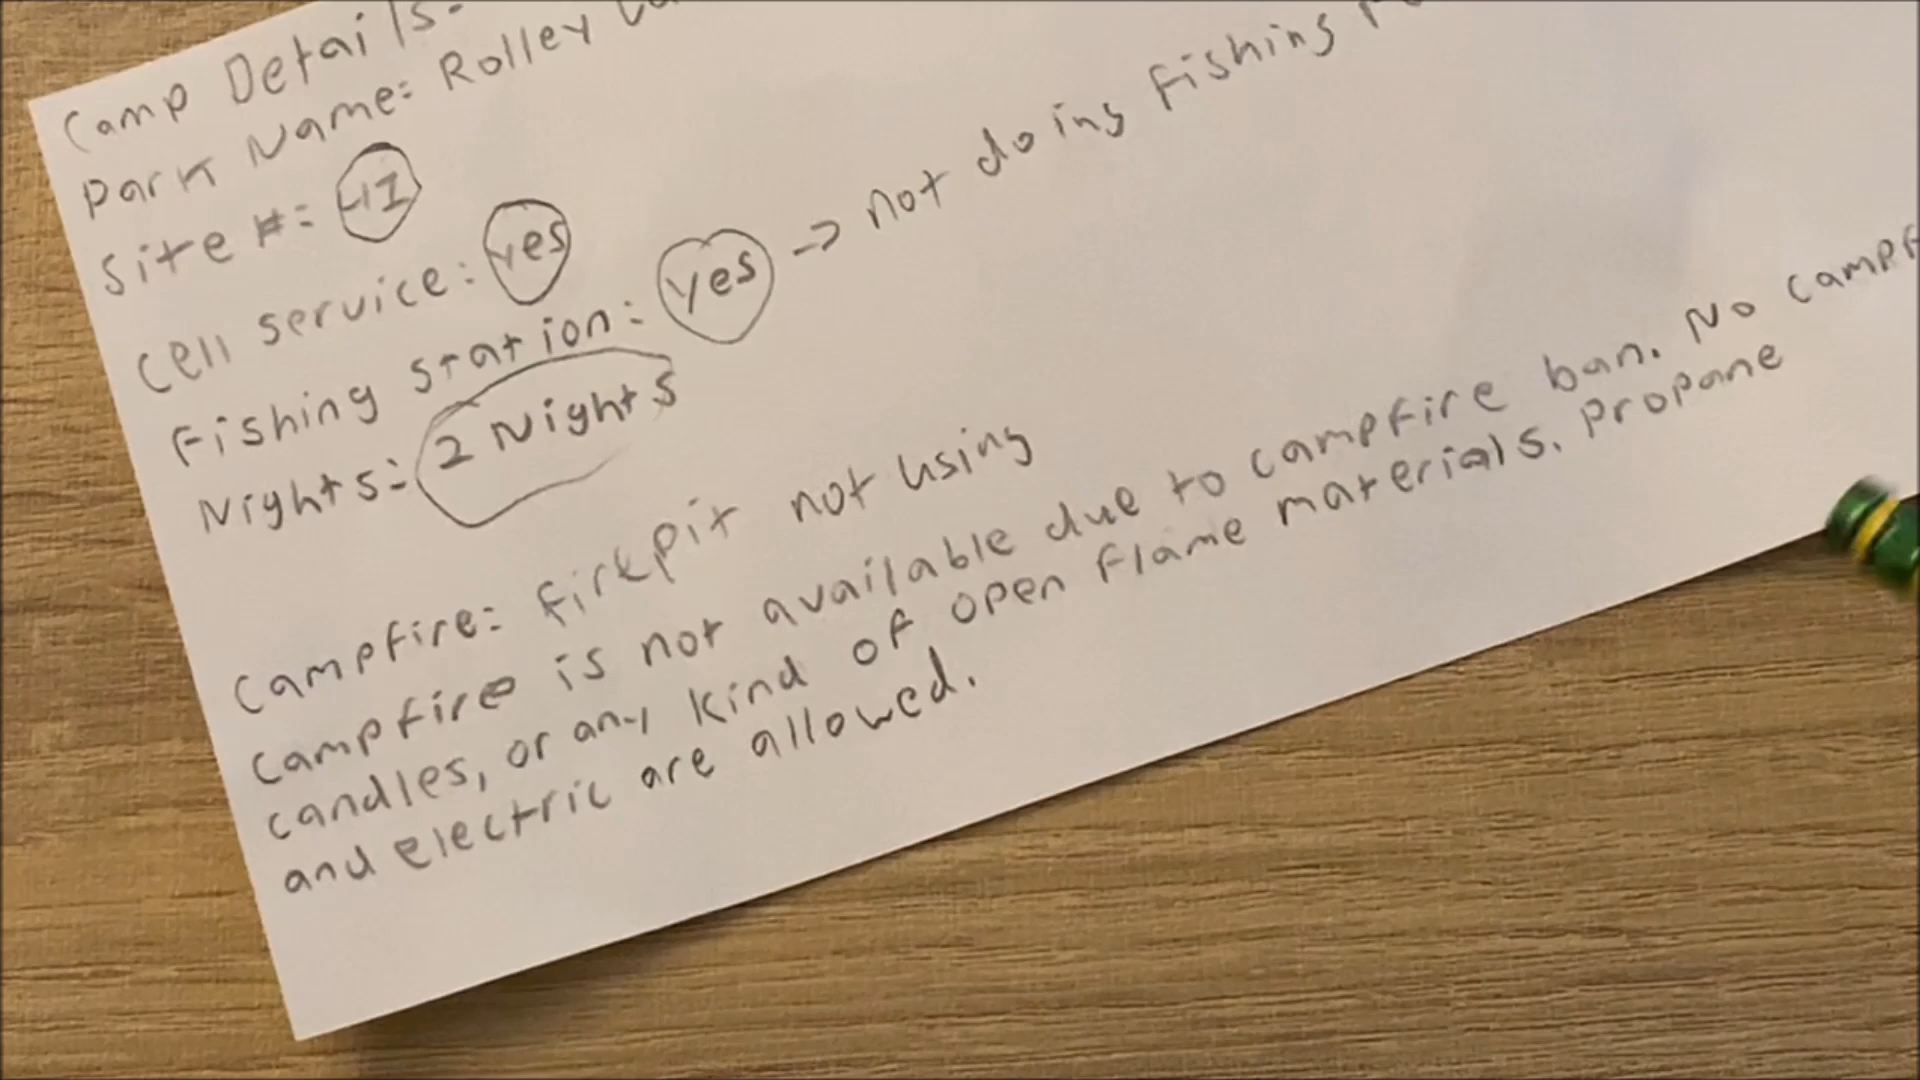 Camp Details:
Park Name: Rolley
Site #: 41
Cell service: yes
Fishing station: yes -> not doing fishing
Nights: 2 Nights
Campfire: firepit not using
Campfire is not available due to campfire ban. No campf
candles, or any kind of open flame materials. Propane
and electric are allowed.